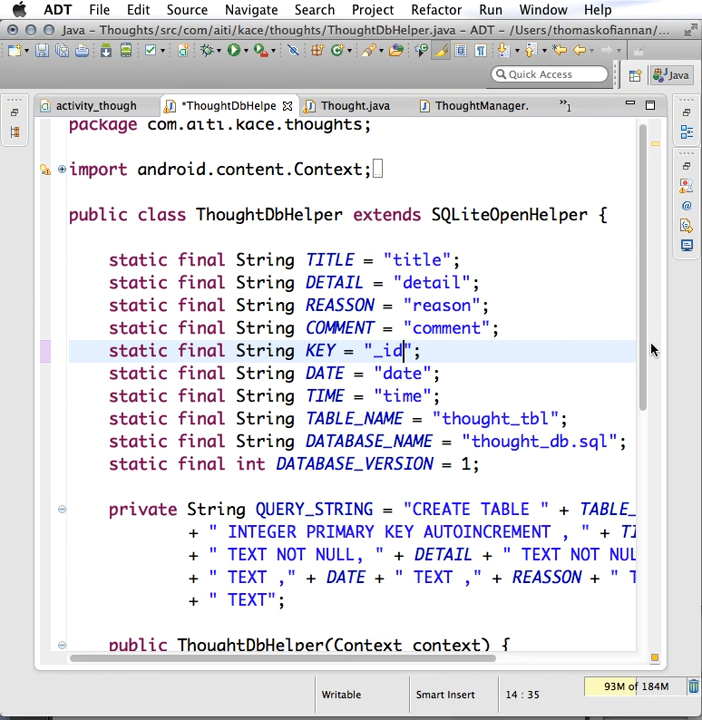 ADT File Edit Source Navigate Search Project Refactor Run Window Help
Java – Thoughts/src/com/aiti/kace/thoughts/ThoughtDbHelper.java – ADT – /Users/thomaskofiannan/...
Quick Access
Java
activity_though *ThoughtDbHelpe Thought.java ThoughtManager. »1
package com.aiti.kace.thoughts;
import android.content.Context;
public class ThoughtDbHelper extends SQLiteOpenHelper {
static final String TITLE = "title";
static final String DETAIL = "detail";
static final String REASSON = "reason";
static final String COMMENT = "comment";
static final String KEY = "_id";
static final String DATE = "date";
static final String TIME = "time";
static final String TABLE_NAME = "thought_tbl";
static final String DATABASE_NAME = "thought_db.sql";
static final int DATABASE_VERSION = 1;
private String QUERY_STRING = "CREATE TABLE " + TABLE_
+ " INTEGER PRIMARY KEY AUTOINCREMENT , " + TI
+ " TEXT NOT NULL, " + DETAIL + " TEXT NOT NUL
+ " TEXT ," + DATE + " TEXT ," + REASSON + " T
+ " TEXT";
public ThoughtDbHelper(Context context) {
Writable Smart Insert 14 : 35 93M of 184M